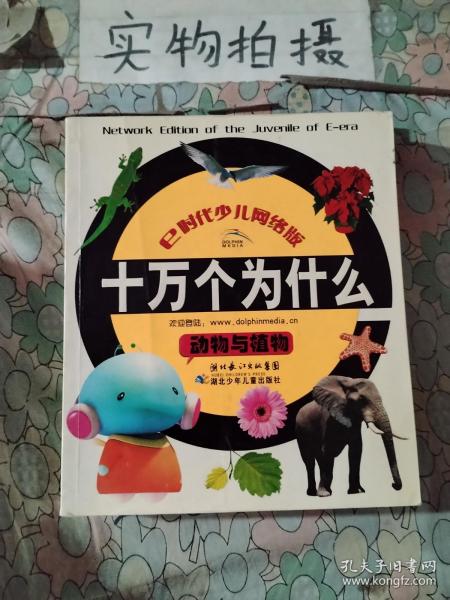 实物拍摄
Network Edition of the Juvenile of E-era
e时代少儿网络版
DOLPHIN
MEDIA
十万个为什么
欢迎登陆：www.dolphinmedia.cn
动物与植物
湖北长江出版集团
HUBEI CHILDREN'S PRESS
湖北少年儿童出版社
孔夫子旧书网
www.kongfz.com